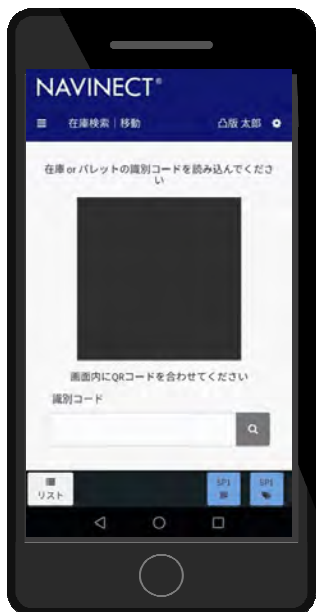 NAVINECT®
在庫検索｜移動 凸版 太郎
在庫 or パレットの識別コードを読み込んでくださ
い
画面内にQRコードを合わせてください
識別コード
リスト
SP1 SP1